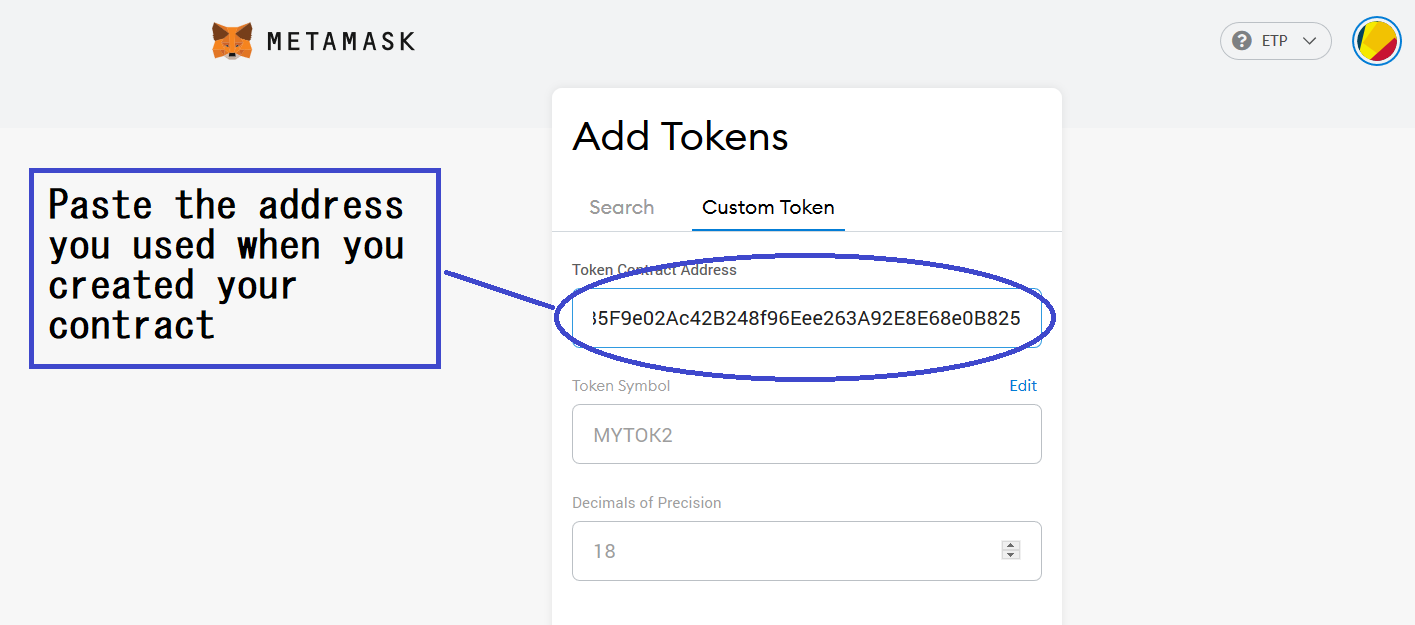 METAMASK
ETP
Add Tokens
Search
Custom Token
Paste the address
you used when you
created your
contract
Token Contract Address
35F9e02Ac42B248f96Eee263A92E8E68e0B825
Token Symbol
Edit
MYTOK2
Decimals of Precision
18